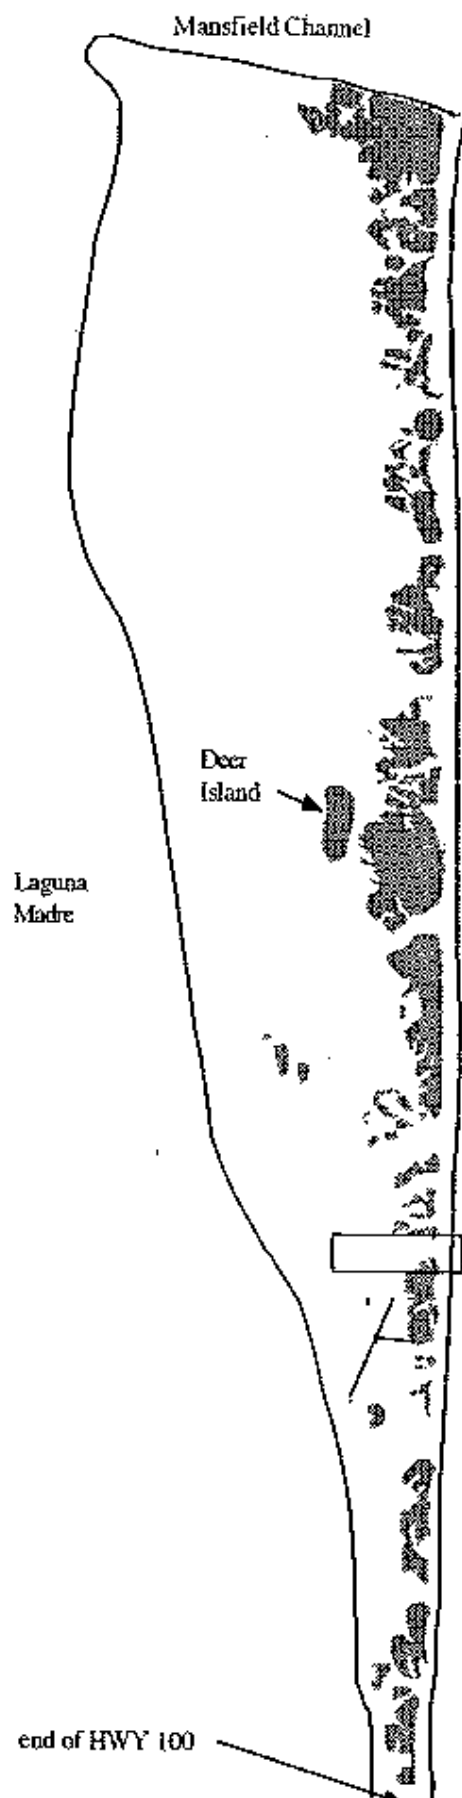 Mansfield Channel
Deer
Island
Laguna
Madre
end of HWY 100